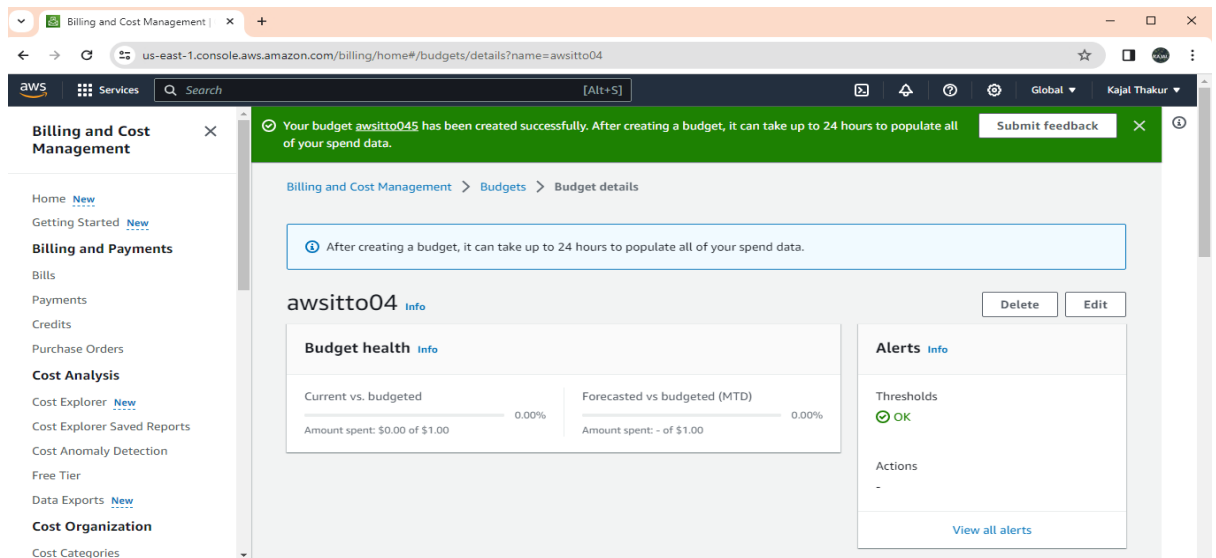 Billing and Cost Management |
us-east-1.console.aws.amazon.com/billing/home#/budgets/details?name=awsitto04
aws
Services
Search
[Alt+S]
Global
Kajal Thakur
Billing and Cost
Management
Home New
Getting Started New
Billing and Payments
Bills
Payments
Credits
Purchase Orders
Cost Analysis
Cost Explorer New
Cost Explorer Saved Reports
Cost Anomaly Detection
Free Tier
Data Exports New
Cost Organization
Cost Categories
Your budget awsitto045 has been created successfully. After creating a budget, it can take up to 24 hours to populate all
of your spend data.
Submit feedback
Billing and Cost Management > Budgets > Budget details
After creating a budget, it can take up to 24 hours to populate all of your spend data.
awsitto04 Info
Delete
Edit
Budget health Info
Current vs. budgeted
0.00%
Amount spent: $0.00 of $1.00
Forecasted vs budgeted (MTD)
0.00%
Amount spent: - of $1.00
Alerts Info
Thresholds
OK
Actions
-
View all alerts